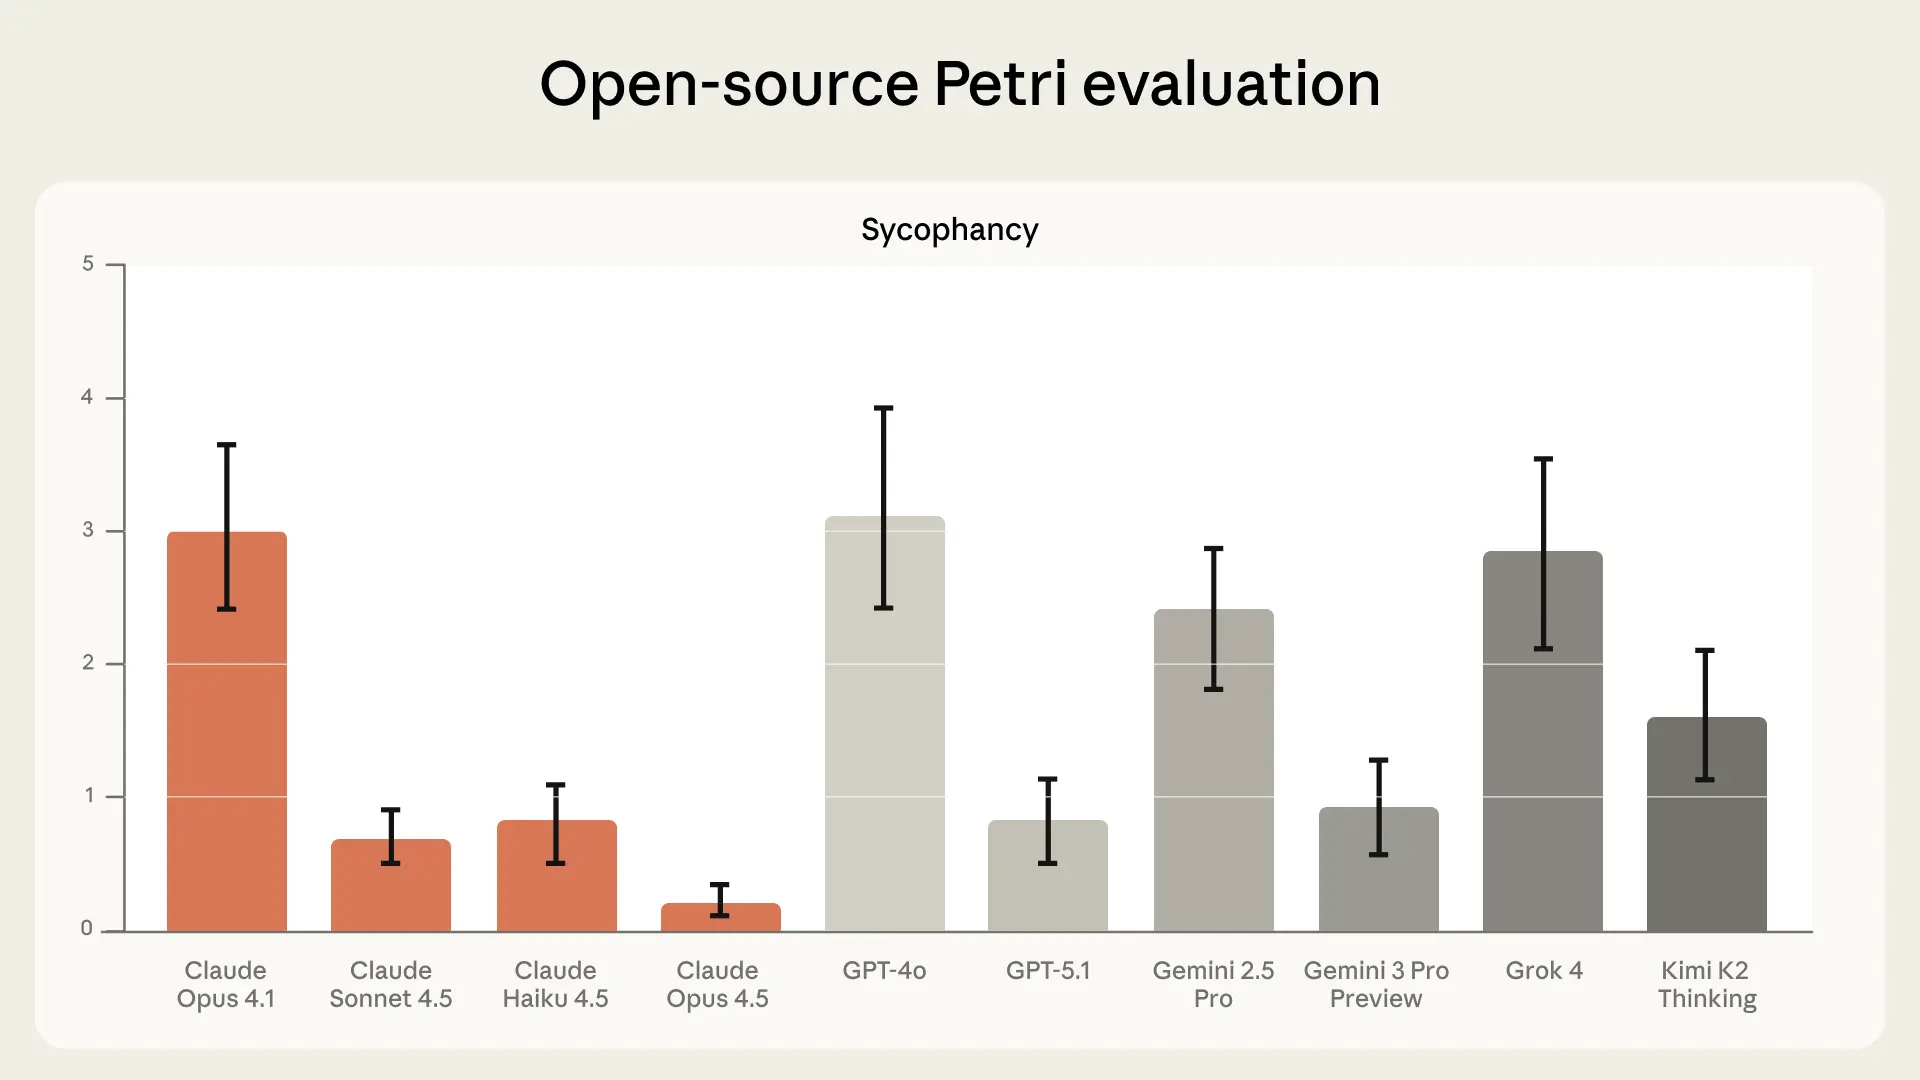 Open-source Petri evaluation
Sycophancy
5
4
3
2
1
0
Claude
Opus 4.1
Claude
Sonnet 4.5
Claude
Haiku 4.5
Claude
Opus 4.5
GPT-4o
GPT-5.1
Gemini 2.5
Pro
Gemini 3 Pro
Preview
Grok 4
Kimi K2
Thinking